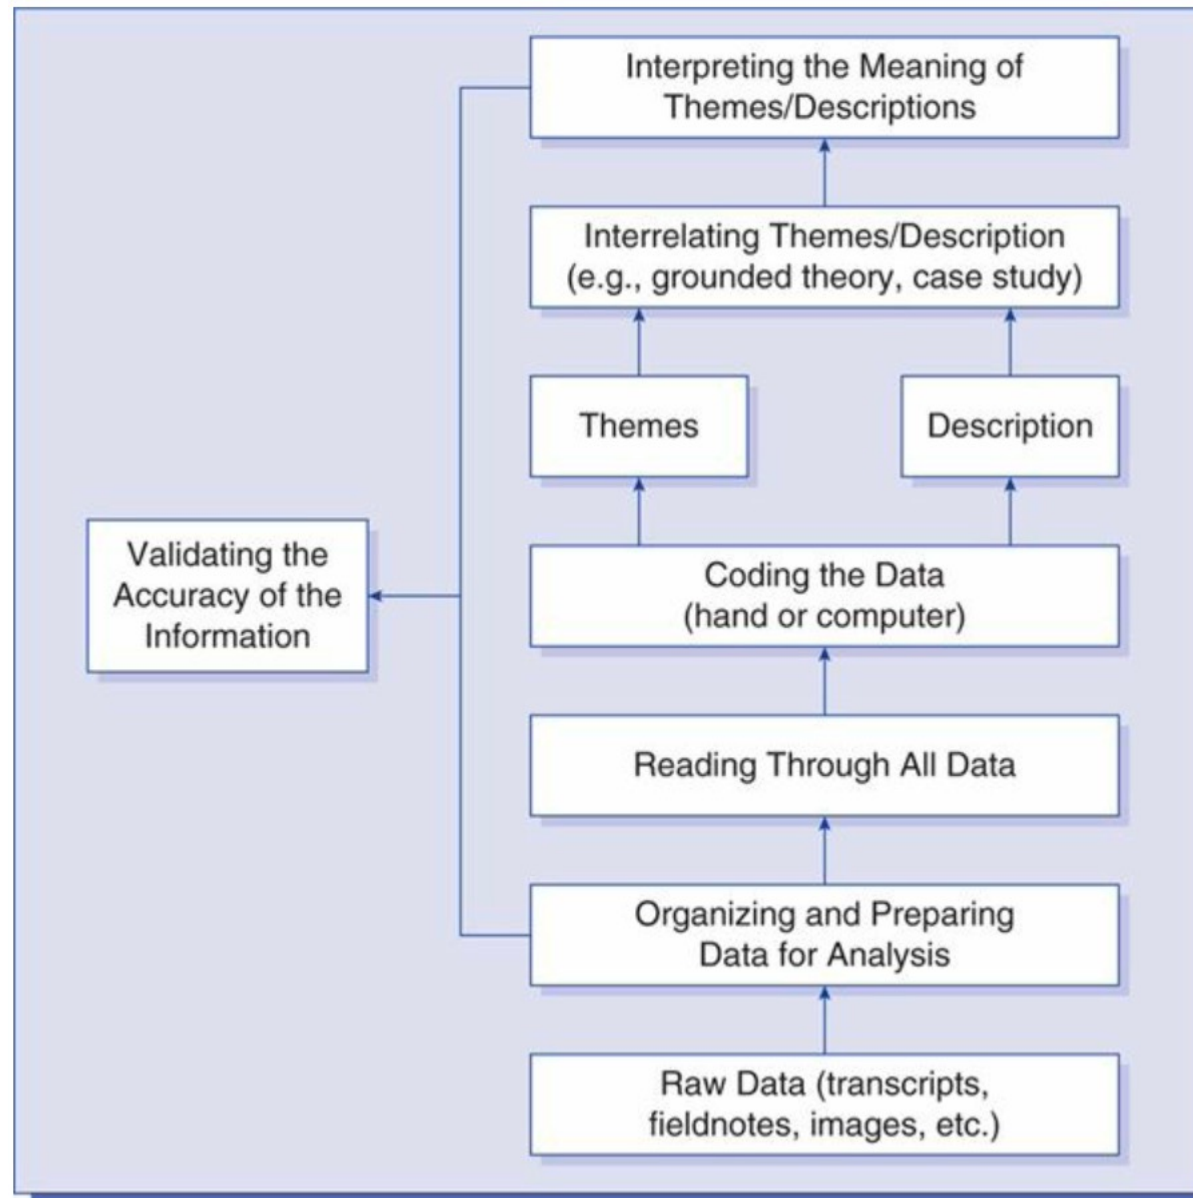 Interpreting the Meaning of
Themes/Descriptions
Interrelating Themes/Description
(e.g., grounded theory, case study)
Themes
Description
Validating the
Accuracy of the
Information
Coding the Data
(hand or computer)
Reading Through All Data
Organizing and Preparing
Data for Analysis
Raw Data (transcripts,
fieldnotes, images, etc.)